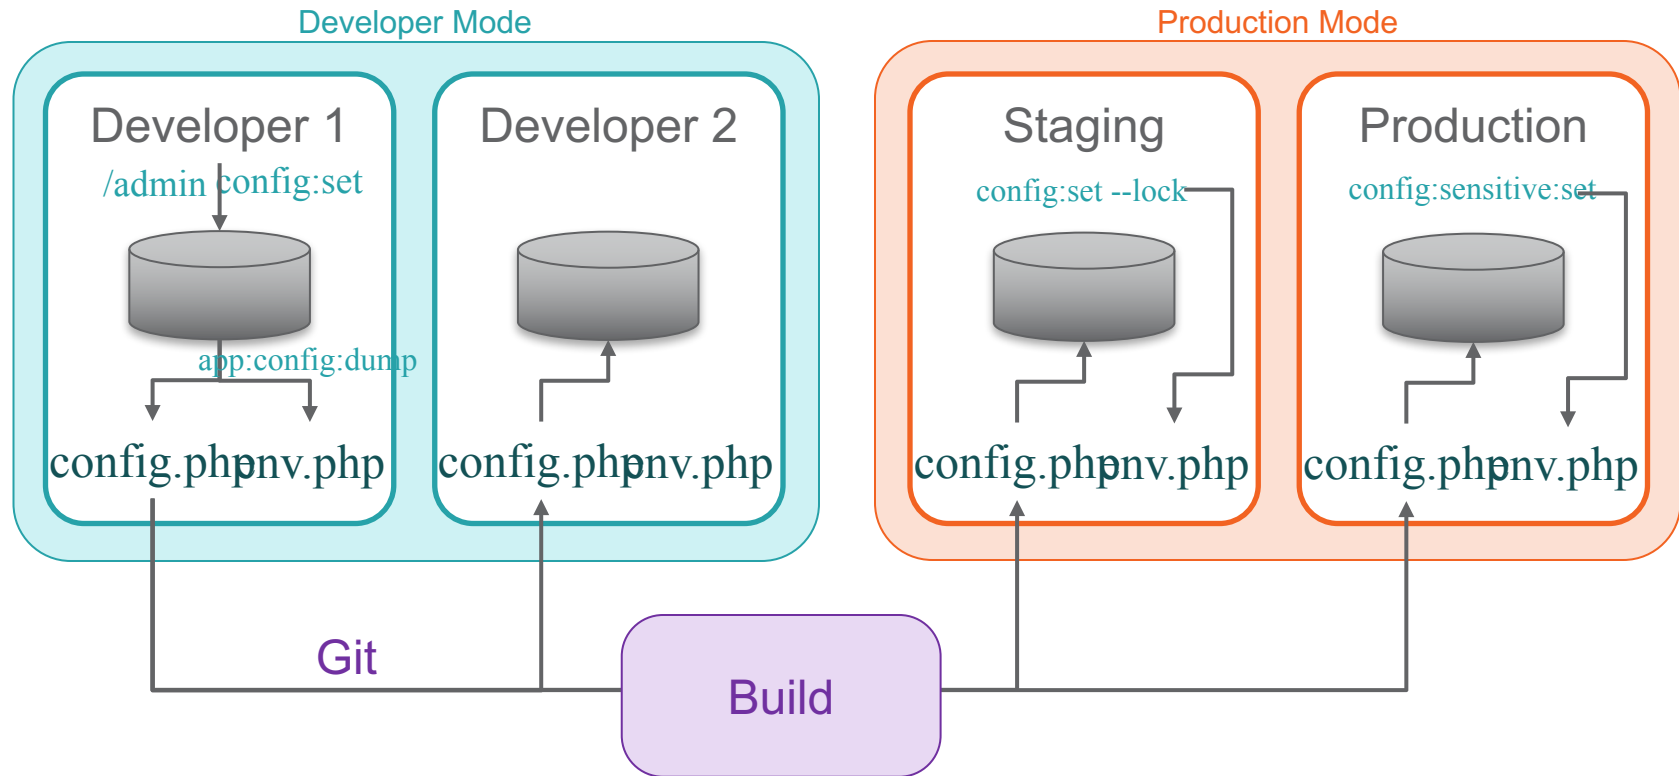 Developer Mode
Production Mode
Developer 1
Developer 2
Staging
Production
/admin config:set
config:set --lock
config:sensitive:set
app:config:dump
config.php env.php
config.php env.php
config.php env.php
config.php env.php
Git
Build